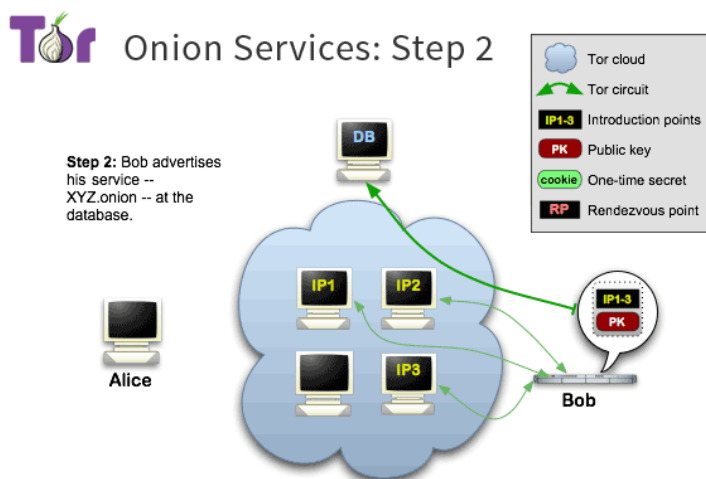 Tor
Onion Services: Step 2
Tor cloud
Tor circuit
IP1-3 Introduction points
PK Public key
cookie One-time secret
RP Rendezvous point
DB
Step 2: Bob advertises
his service --
XYZ.onion -- at the
database.
IP1
IP2
IP3
IP1-3
PK
Alice
Bob